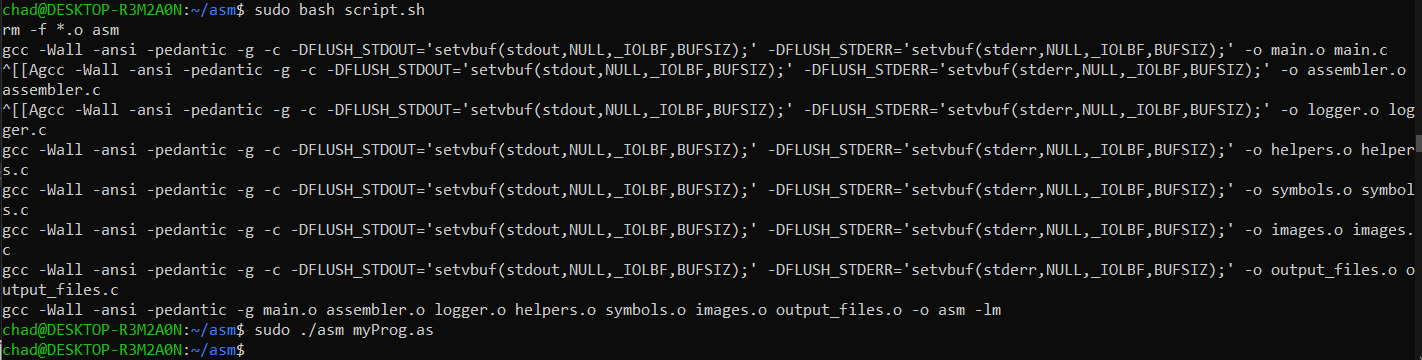 chad@DESKTOP-R3M2A0N:~/asm$ sudo bash script.sh
rm -f *.o asm
gcc -Wall -ansi -pedantic -g -c -DFLUSH_STDOUT='setvbuf(stdout,NULL,_IOLBF,BUFSIZ);' -DFLUSH_STDERR='setvbuf(stderr,NULL,_IOLBF,BUFSIZ);' -o main.o main.c
^[[Agcc -Wall -ansi -pedantic -g -c -DFLUSH_STDOUT='setvbuf(stdout,NULL,_IOLBF,BUFSIZ);' -DFLUSH_STDERR='setvbuf(stderr,NULL,_IOLBF,BUFSIZ);' -o assembler.o
assembler.c
^[[Agcc -Wall -ansi -pedantic -g -c -DFLUSH_STDOUT='setvbuf(stdout,NULL,_IOLBF,BUFSIZ);' -DFLUSH_STDERR='setvbuf(stderr,NULL,_IOLBF,BUFSIZ);' -o logger.o log
ger.c
gcc -Wall -ansi -pedantic -g -c -DFLUSH_STDOUT='setvbuf(stdout,NULL,_IOLBF,BUFSIZ);' -DFLUSH_STDERR='setvbuf(stderr,NULL,_IOLBF,BUFSIZ);' -o helpers.o helper
s.c
gcc -Wall -ansi -pedantic -g -c -DFLUSH_STDOUT='setvbuf(stdout,NULL,_IOLBF,BUFSIZ);' -DFLUSH_STDERR='setvbuf(stderr,NULL,_IOLBF,BUFSIZ);' -o symbols.o symbol
s.c
gcc -Wall -ansi -pedantic -g -c -DFLUSH_STDOUT='setvbuf(stdout,NULL,_IOLBF,BUFSIZ);' -DFLUSH_STDERR='setvbuf(stderr,NULL,_IOLBF,BUFSIZ);' -o images.o images.
c
gcc -Wall -ansi -pedantic -g -c -DFLUSH_STDOUT='setvbuf(stdout,NULL,_IOLBF,BUFSIZ);' -DFLUSH_STDERR='setvbuf(stderr,NULL,_IOLBF,BUFSIZ);' -o output_files.o o
utput_files.c
gcc -Wall -ansi -pedantic -g main.o assembler.o logger.o helpers.o symbols.o images.o output_files.o -o asm -lm
chad@DESKTOP-R3M2A0N:~/asm$ sudo ./asm myProg.as
chad@DESKTOP-R3M2A0N:~/asm$